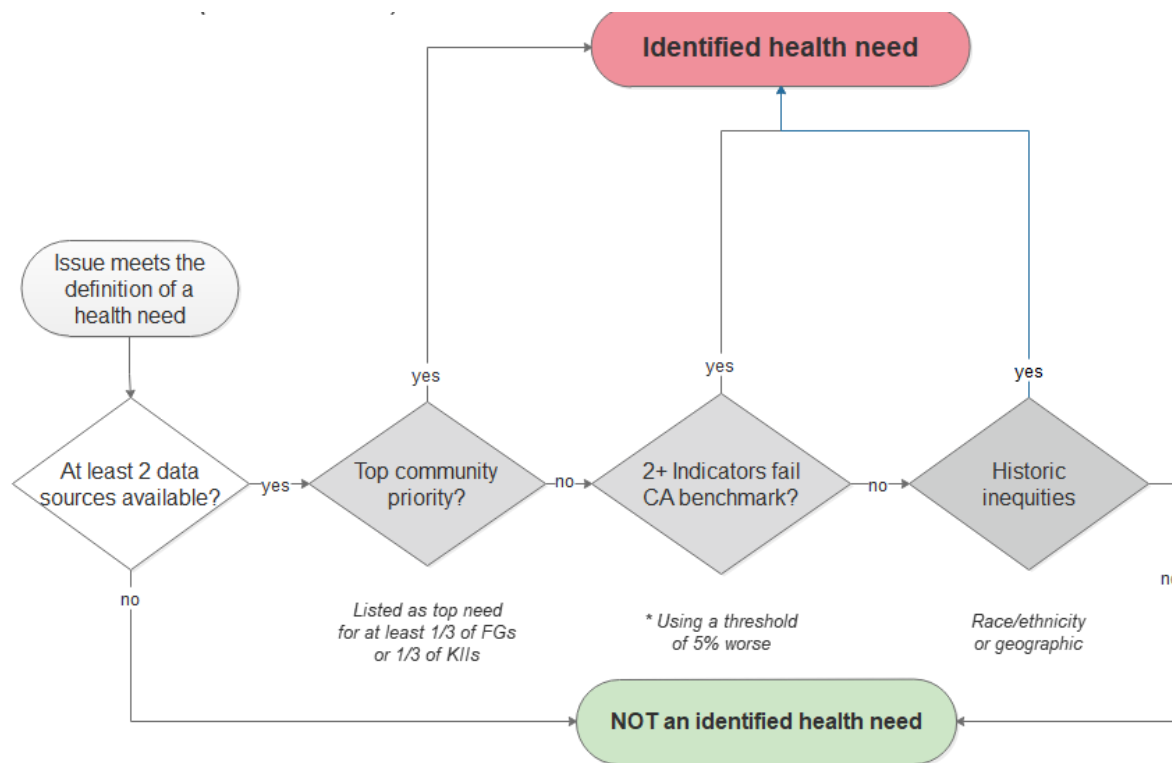 Identified health need
Issue meets the
definition of a
health need
yes
yes
yes
At least 2 data
sources available?
yes
Top community
priority?
no
2+ Indicators fail
CA benchmark?
no
Historic
inequities
no
Listed as top need
for at least 1/3 of FGs
or 1/3 of KIIs
* Using a threshold
of 5% worse
Race/ethnicity
or geographic
NOT an identified health need